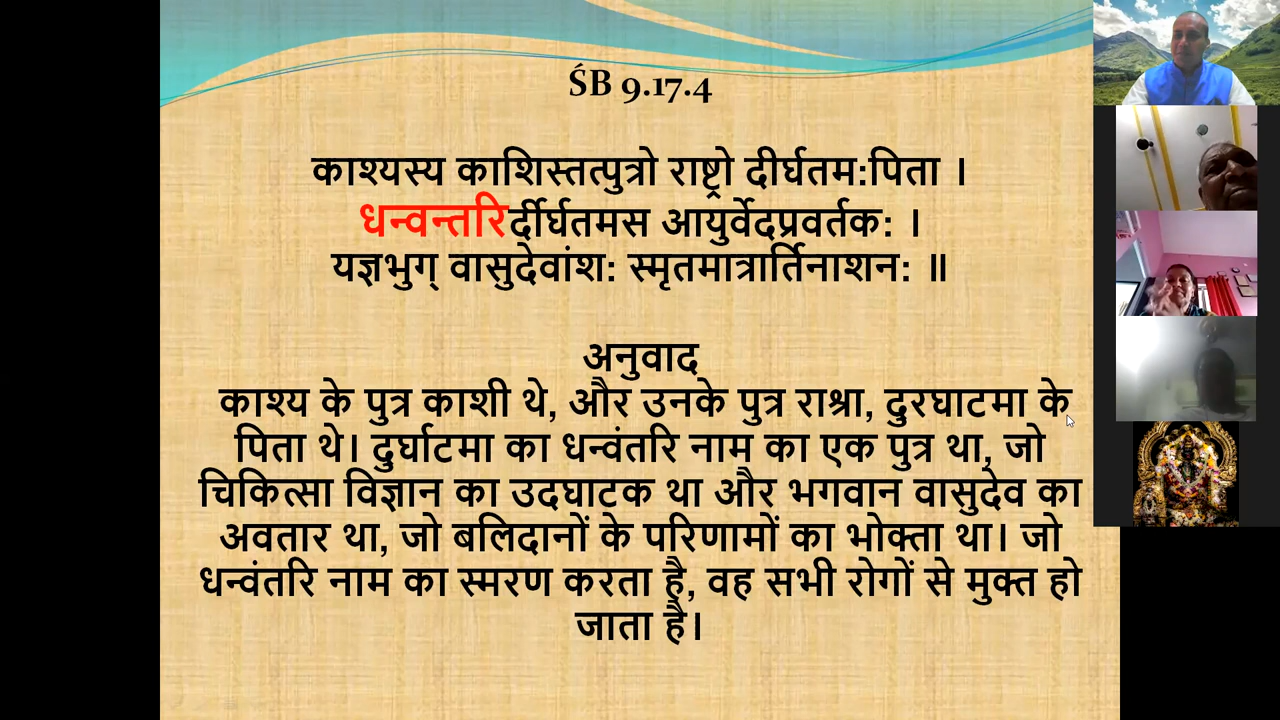 ŚB 9.17.4
काश्यस्य काशिस्तत्पुत्रो राष्ट्रो दीर्घतम:पिता ।
धन्वन्तरिर्दीर्घतमस आयुर्वेदप्रवर्तक: ।
यज्ञभुग् वासुदेवांश: स्मृतमात्रार्तिनाशन: ॥
अनुवाद
काश्य के पुत्र काशी थे, और उनके पुत्र राश्रा, दुरघाटमा के
पिता थे। दुर्घाटमा का धन्वंतरि नाम का एक पुत्र था, जो
चिकित्सा विज्ञान का उदघाटक था और भगवान वासुदेव का
अवतार था, जो बलिदानों के परिणामों का भोक्ता था। जो
धन्वंतरि नाम का स्मरण करता है, वह सभी रोगों से मुक्त हो
जाता है।